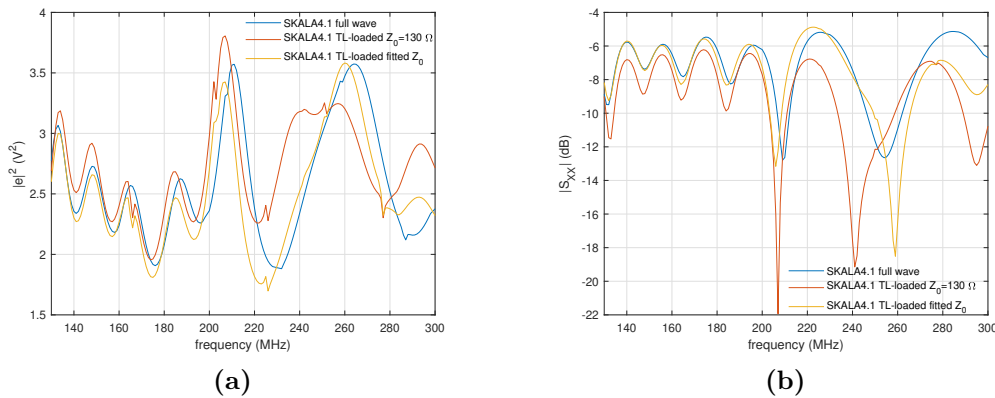 SKALA4.1 full wave
SKALA4.1 TL-loaded Z₀=130 Ω
SKALA4.1 TL-loaded fitted Z₀
4
3.5
3
2.5
2
1.5
|e|² (V²)
140 160 180 200 220 240 260 280 300
frequency (MHz)
(a)
-4
-6
-8
-10
-12
-14
-16
-18
-20
-22
|S_XX| (dB)
SKALA4.1 full wave
SKALA4.1 TL-loaded Z₀=130 Ω
SKALA4.1 TL-loaded fitted Z₀
140 160 180 200 220 240 260 280 300
frequency (MHz)
(b)